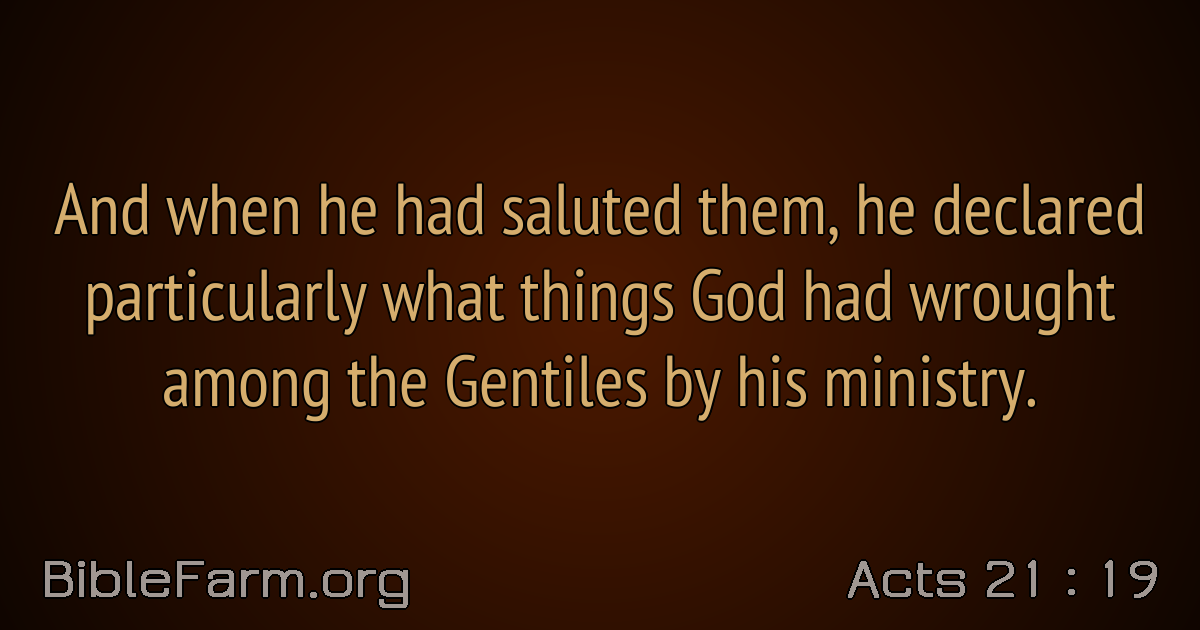 And when he had saluted them, he declared
particularly what things God had wrought
among the Gentiles by his ministry.
BibleFarm.org
Acts 21 : 19